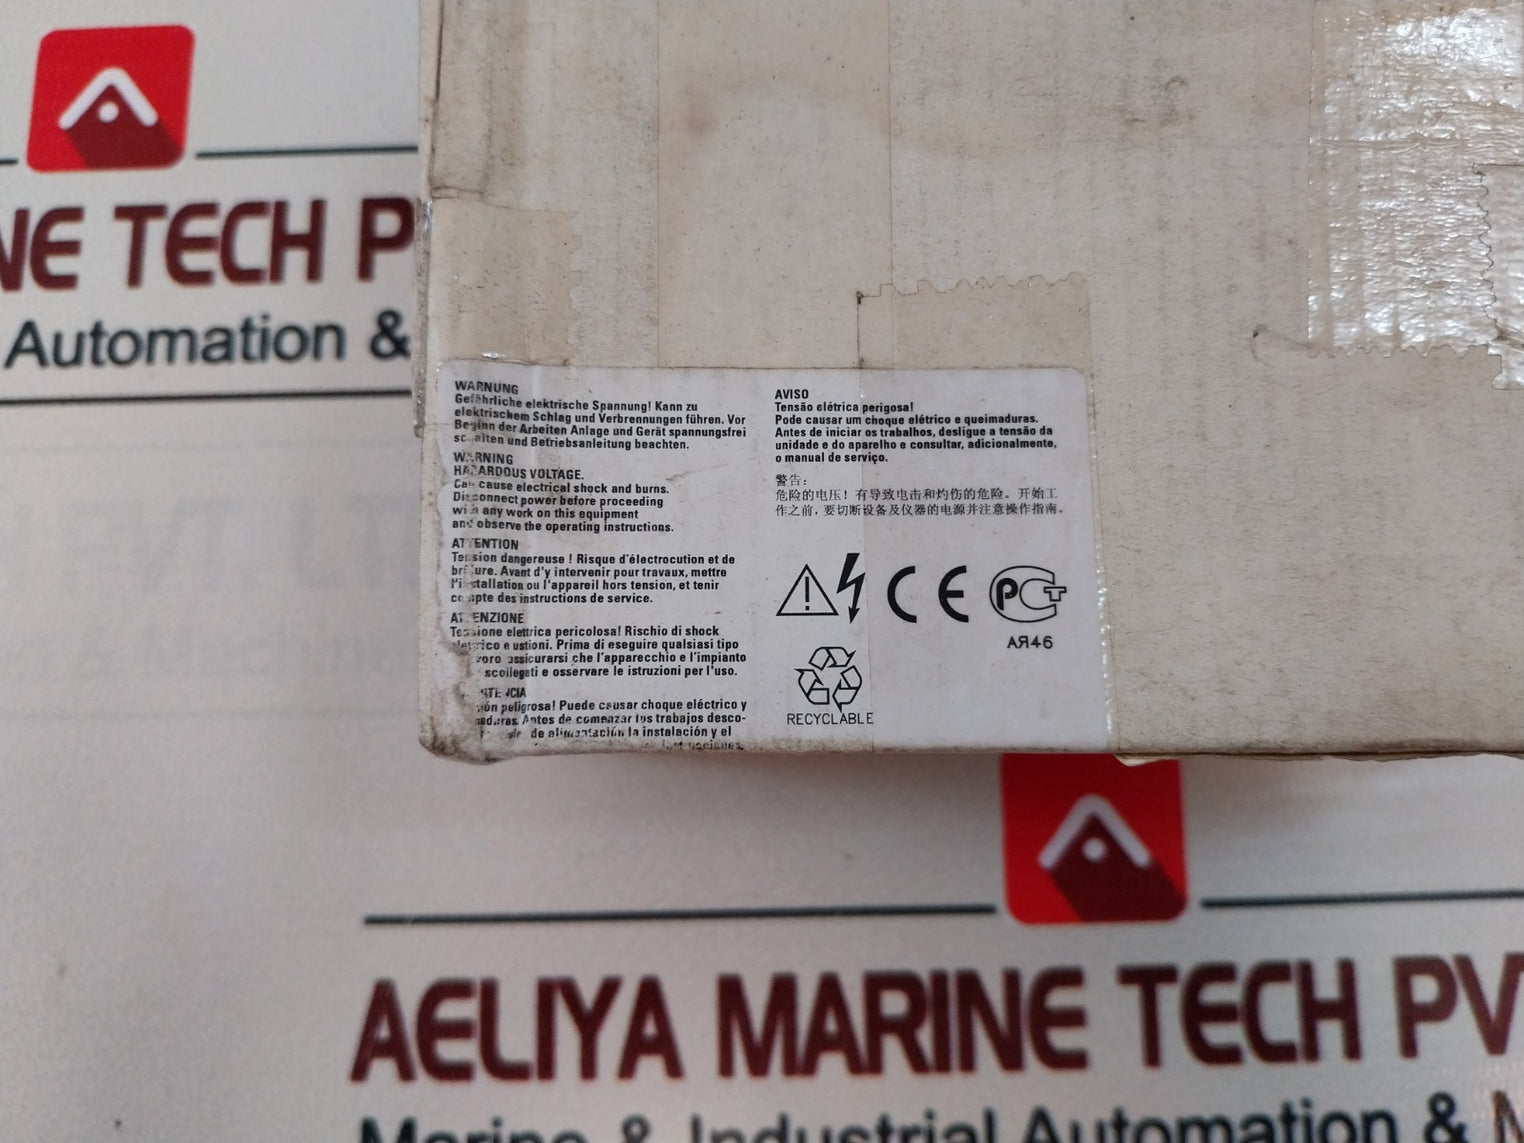 NE TECH P
Automation &
WARNUNG
Gefährliche elektrische Spannung! Kann zu
elektrischem Schlag und Verbrennungen führen. Vor
Beginn der Arbeiten Anlage und Gerät spannungsfrei
schalten und Betriebsanleitung beachten.
WARNING
HAZARDOUS VOLTAGE.
Can cause electrical shock and burns.
Disconnect power before proceeding
with any work on this equipment
and observe the operating instructions.
ATTENTION
Tension dangereuse ! Risque d'électrocution et de
brûlure. Avant d'y intervenir pour travaux, mettre
l'installation ou l'appareil hors tension, et tenir
compte des instructions de service.
ATTENZIONE
Tensione elettrica pericolosa! Rischio di shock
elettrico e ustioni. Prima di eseguire qualsiasi tipo
assicurarsi che l'apparecchio e l'impianto
scollegati e osservare le istruzioni per l'uso.
peligrosa! Puede causar choque eléctrico y
Antes de comenzar los trabajos desco-
de alimentación la instalación y el
AVISO
Tensão elétrica perigosa!
Pode causar um choque elétrico e queimaduras.
Antes de iniciar os trabalhos, desligue a tensão da
unidade e do aparelho e consultar, adicionalmente,
o manual de serviço.
警告:
危险的电压! 有导致电击和灼伤的危险。开始工
作之前, 要切断设备及仪器的电源并注意操作指南。
CE
PCT
АЯ46
RECYCLABLE
AELIYA MARINE TECH PV
Marine & Industrial Automation &